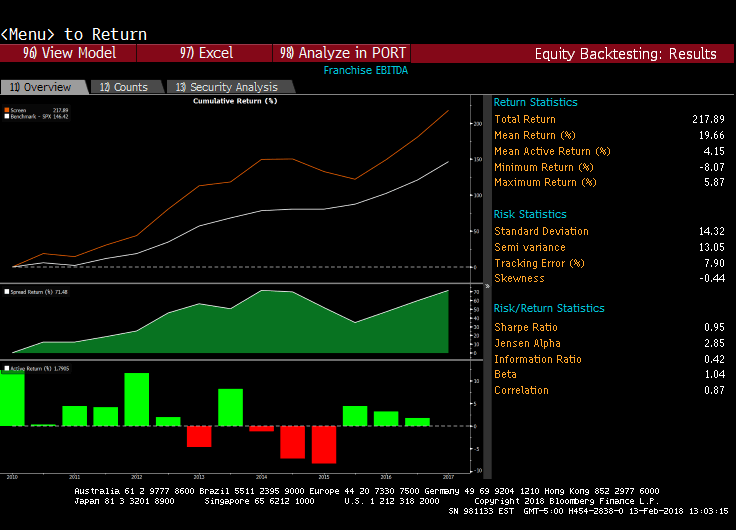 <Menu> to Return
96) View Model 97) Excel 98) Analyze in PORT Equity Backtesting: Results
Franchise EBITDA
11) Overview 12) Counts 13) Security Analysis
Cumulative Return (%)
Screen 217.89
Benchmark - SPX 146.42
200
150
100
50
0
Spread Return (%) 71.48
70
60
50
40
30
20
10
0
Active Return (%) 1.7905
10
5
0
-5
-10
2010 2011 2012 2013 2014 2015 2016 2017
Return Statistics
Total Return 217.89
Mean Return (%) 19.66
Mean Active Return (%) 4.15
Minimum Return (%) -8.07
Maximum Return (%) 5.87
Risk Statistics
Standard Deviation 14.32
Semi variance 13.05
Tracking Error (%) 7.90
Skewness -0.44
Risk/Return Statistics
Sharpe Ratio 0.95
Jensen Alpha 2.85
Information Ratio 0.42
Beta 1.04
Correlation 0.87
Australia 61 2 9777 8600 Brazil 5511 2395 9000 Europe 44 20 7330 7500 Germany 49 69 9204 1210 Hong Kong 852 2977 6000
Japan 81 3 3201 8900 Singapore 65 6212 1000 U.S. 1 212 318 2000 Copyright 2018 Bloomberg Finance L.P.
SN 981133 EST GMT-5:00 H454-2838-0 13-Feb-2018 13:03:15